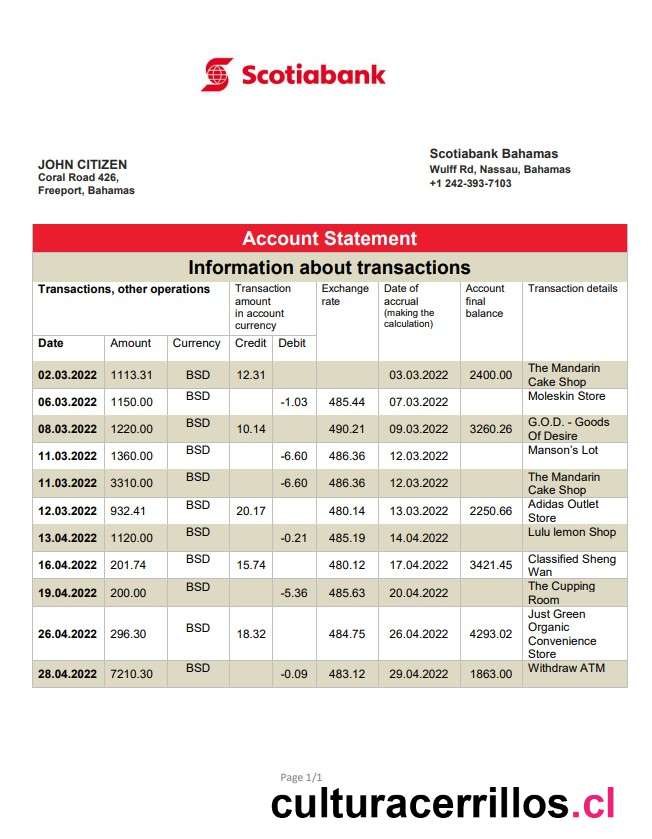 Scotiabank
JOHN CITIZEN
Coral Road 426,
Freeport, Bahamas
Scotiabank Bahamas
Wulff Rd, Nassau, Bahamas
+1 242-393-7103
Account Statement
Information about transactions
Transactions, other operations
Transaction
amount
in account
currency
Exchange
rate
Date of
accrual
(making the
calculation)
Account
final
balance
Transaction details
Date Amount Currency Credit Debit
02.03.2022 1113.31 BSD 12.31 03.03.2022 2400.00 The Mandarin
Cake Shop
06.03.2022 1150.00 BSD -1.03 485.44 07.03.2022 Moleskin Store
08.03.2022 1220.00 BSD 10.14 490.21 09.03.2022 3260.26 G.O.D. - Goods
Of Desire
11.03.2022 1360.00 BSD -6.60 486.36 12.03.2022 Manson's Lot
11.03.2022 3310.00 BSD -6.60 486.36 12.03.2022 The Mandarin
Cake Shop
12.03.2022 932.41 BSD 20.17 480.14 13.03.2022 2250.66 Adidas Outlet
Store
13.04.2022 1120.00 BSD -0.21 485.19 14.04.2022 Lulu lemon Shop
16.04.2022 201.74 BSD 15.74 480.12 17.04.2022 3421.45 Classified Sheng
Wan
19.04.2022 200.00 BSD -5.36 485.63 20.04.2022 The Cupping
Room
26.04.2022 296.30 BSD 18.32 484.75 26.04.2022 4293.02 Just Green
Organic
Convenience
Store
28.04.2022 7210.30 BSD -0.09 483.12 29.04.2022 1863.00 Withdraw ATM
Page 1/1
culturacerrillos.cl